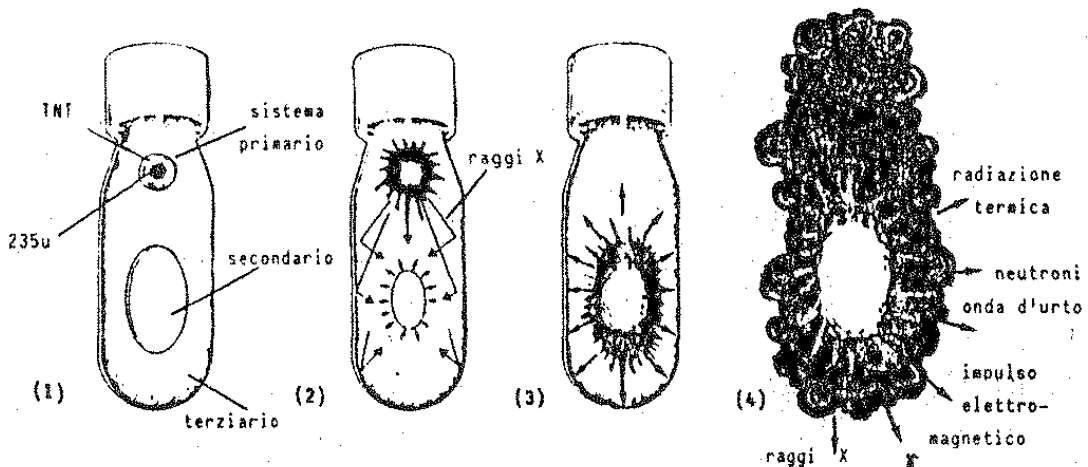 TNT
sistema
primario
235u
secondario
terziario
(1)
raggi X
(2)
(3)
radiazione
termica
neutroni
onda d'urto
impulso
elettro-
magnetico
γ
raggi X
(4)